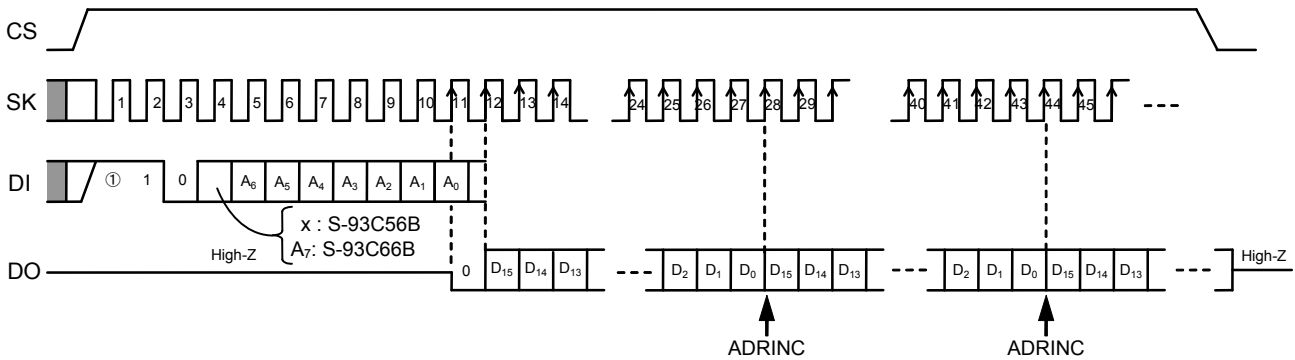 CS
SK 1 2 3 4 5 6 7 8 9 10 11 12 13 14 24 25 26 27 28 29 40 41 42 43 44 45
DI ① 1 0 A₆ A₅ A₄ A₃ A₂ A₁ A₀
x : S-93C56B
A₇: S-93C66B
High-Z
DO 0 D₁₅ D₁₄ D₁₃ D₂ D₁ D₀ D₁₅ D₁₄ D₁₃ D₂ D₁ D₀ D₁₅ D₁₄ D₁₃ High-Z
ADRINC ADRINC